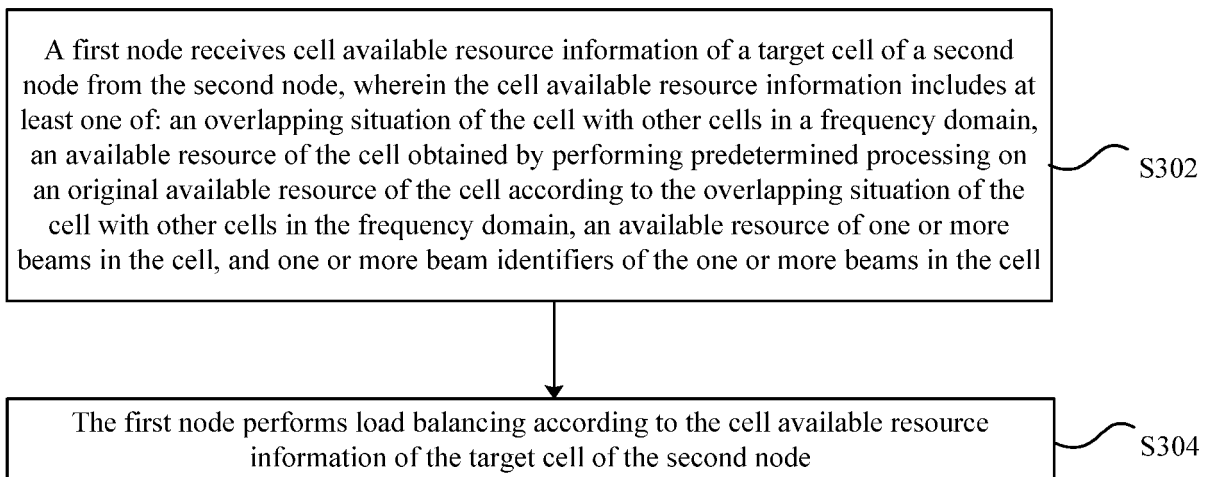 A first node receives cell available resource information of a target cell of a second
node from the second node, wherein the cell available resource information includes at
least one of: an overlapping situation of the cell with other cells in a frequency domain,
an available resource of the cell obtained by performing predetermined processing on
an original available resource of the cell according to the overlapping situation of the
cell with other cells in the frequency domain, an available resource of one or more
beams in the cell, and one or more beam identifiers of the one or more beams in the cell
S302
The first node performs load balancing according to the cell available resource
information of the target cell of the second node
S304